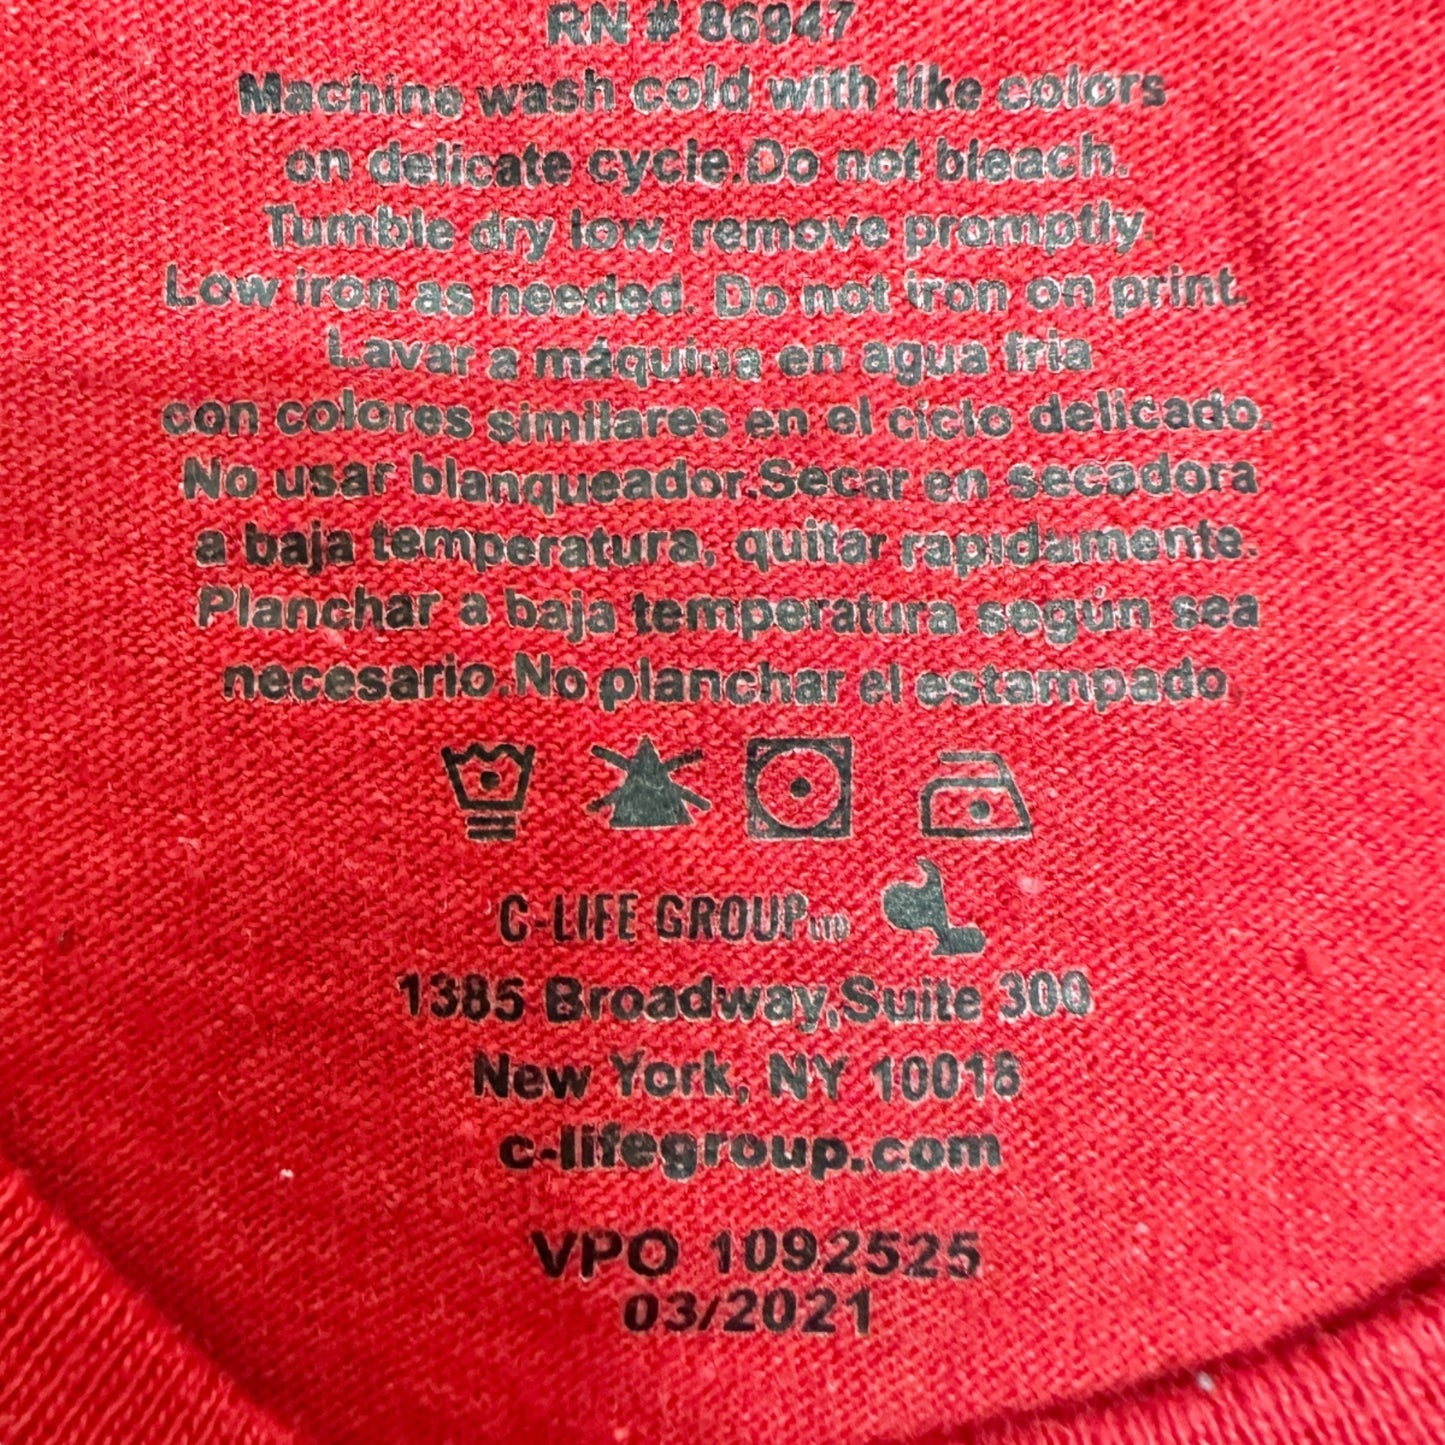 RN # 86947
Machine wash cold with like colors
on delicate cycle.Do not bleach.
Tumble dry low, remove promptly.
Low iron as needed. Do not iron on print.
Lavar a máquina en agua fria
con colores similares en el ciclo delicado.
No usar blanqueador.Secar en secadora
a baja temperatura, quitar rapidamente.
Planchar a baja temperatura según sea
necesario.No planchar el estampado.
C-LIFE GROUP LTD
1385 Broadway,Suite 300
New York, NY 10018
c-lifegroup.com
VPO 1092525
03/2021